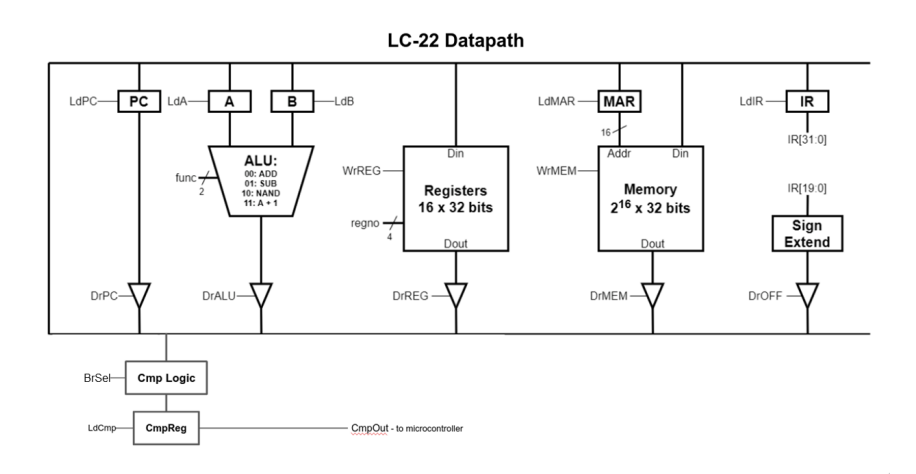 LC-22 Datapath
LdPC
PC
LdA
A
B
LdB
LdMAR
MAR
LdIR
IR
16
IR[31:0]
func
2
ALU:
00: ADD
01: SUB
10: NAND
11: A + 1
WrREG
regno
4
Din
Registers
16 x 32 bits
Dout
WrMEM
Addr
Din
Memory
2^16 x 32 bits
Dout
IR[19:0]
Sign
Extend
DrPC
DrALU
DrREG
DrMEM
DrOFF
BrSel
Cmp Logic
LdCmp
CmpReg
CmpOut - to microcontroller